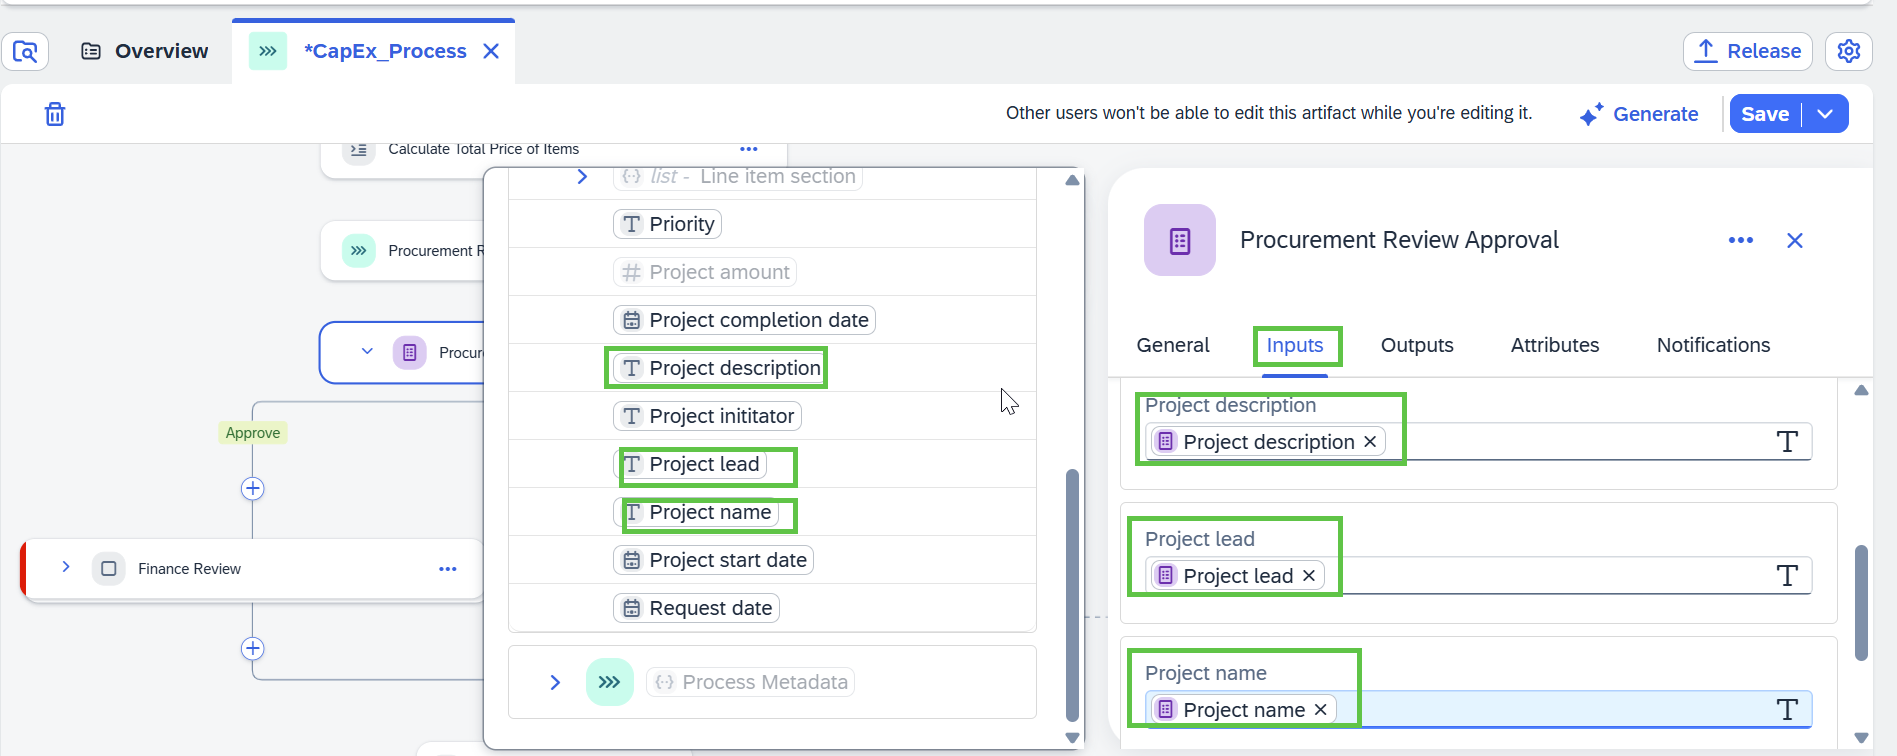 Overview
*CapEx_Process
Release
Other users won't be able to edit this artifact while you're editing it.
Generate
Save
Calculate Total Price of Items
Procurement R
Procur
Approve
Finance Review
list - Line item section
Priority
Project amount
Project completion date
Project description
Project inititator
Project lead
Project name
Project start date
Request date
Process Metadata
Procurement Review Approval
General
Inputs
Outputs
Attributes
Notifications
Project description
Project description
Project lead
Project lead
Project name
Project name